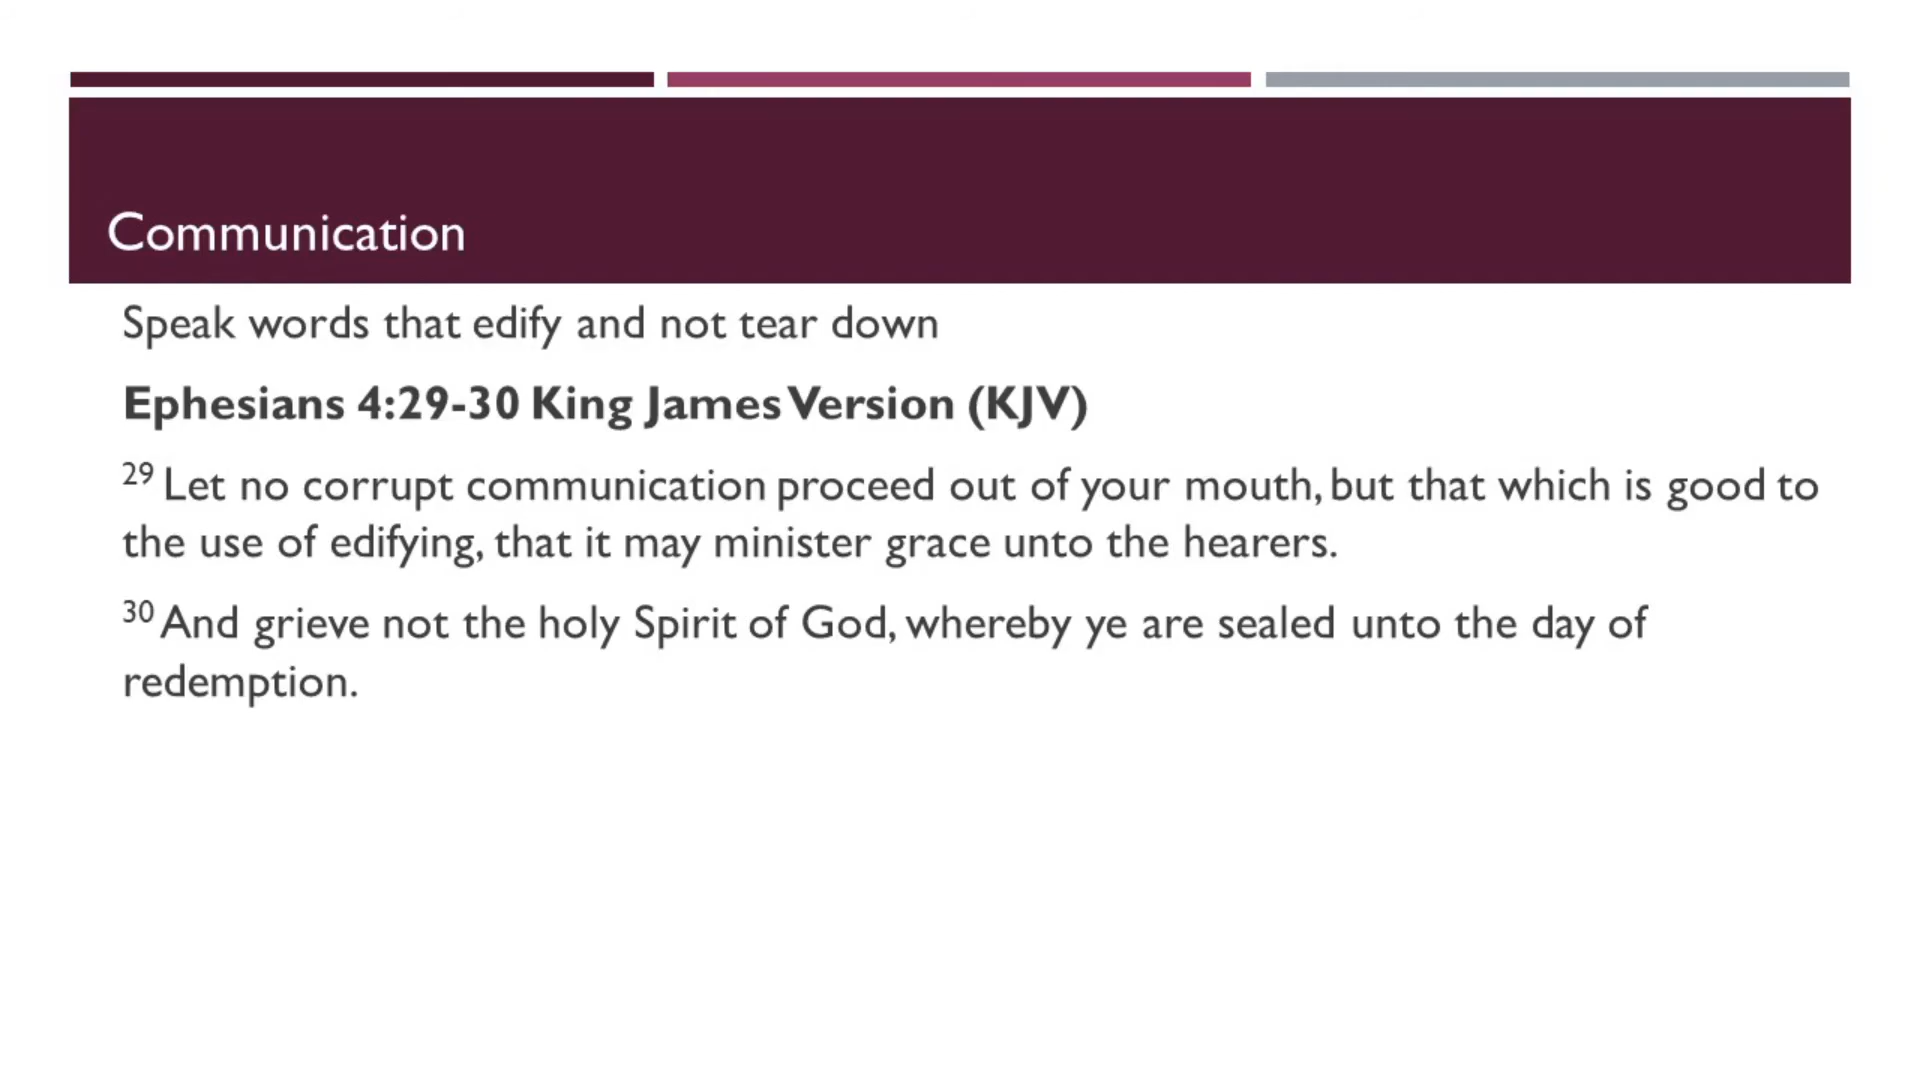 Communication
Speak words that edify and not tear down
Ephesians 4:29-30 King James Version (KJV)
29 Let no corrupt communication proceed out of your mouth, but that which is good to
the use of edifying, that it may minister grace unto the hearers.
30 And grieve not the holy Spirit of God, whereby ye are sealed unto the day of
redemption.